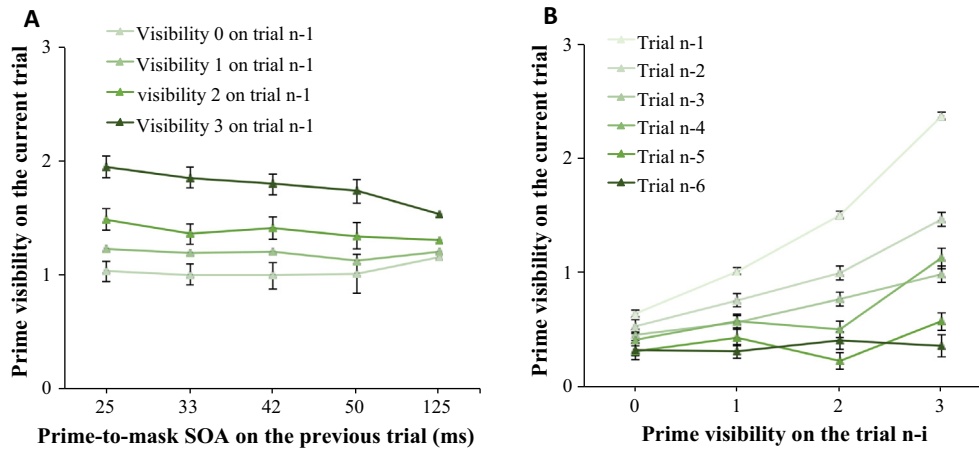 A
Visibility 0 on trial n-1
Visibility 1 on trial n-1
visibility 2 on trial n-1
Visibility 3 on trial n-1
Prime visibility on the current trial
3
2
1
0
25 33 42 50 125
Prime-to-mask SOA on the previous trial (ms)
B
Trial n-1
Trial n-2
Trial n-3
Trial n-4
Trial n-5
Trial n-6
Prime visibility on the current trial
3
2
1
0
0 1 2 3
Prime visibility on the trial n-i